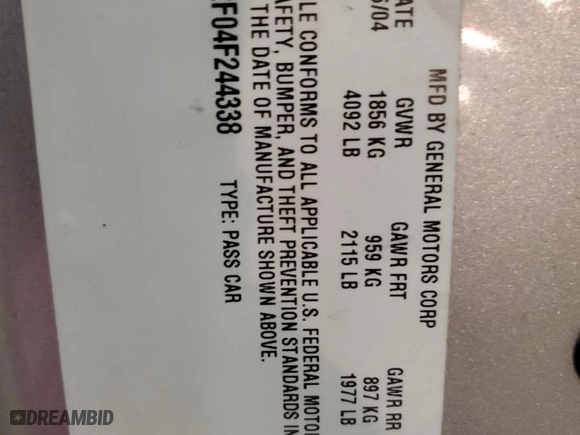 MFD BY GENERAL MOTORS CORP
ATE GVWR GAWR FRT GAWR RR
/04 1856 KG 959 KG 897 KG
4092 LB 2115 LB 1977 LB
LE CONFORMS TO ALL APPLICABLE U.S. FEDERAL MOTO
AFETY, BUMPER, AND THEFT PREVENTION STANDARDS IN
THE DATE OF MANUFACTURE SHOWN ABOVE.
F04F244338 TYPE: PASS CAR
DREAMBID